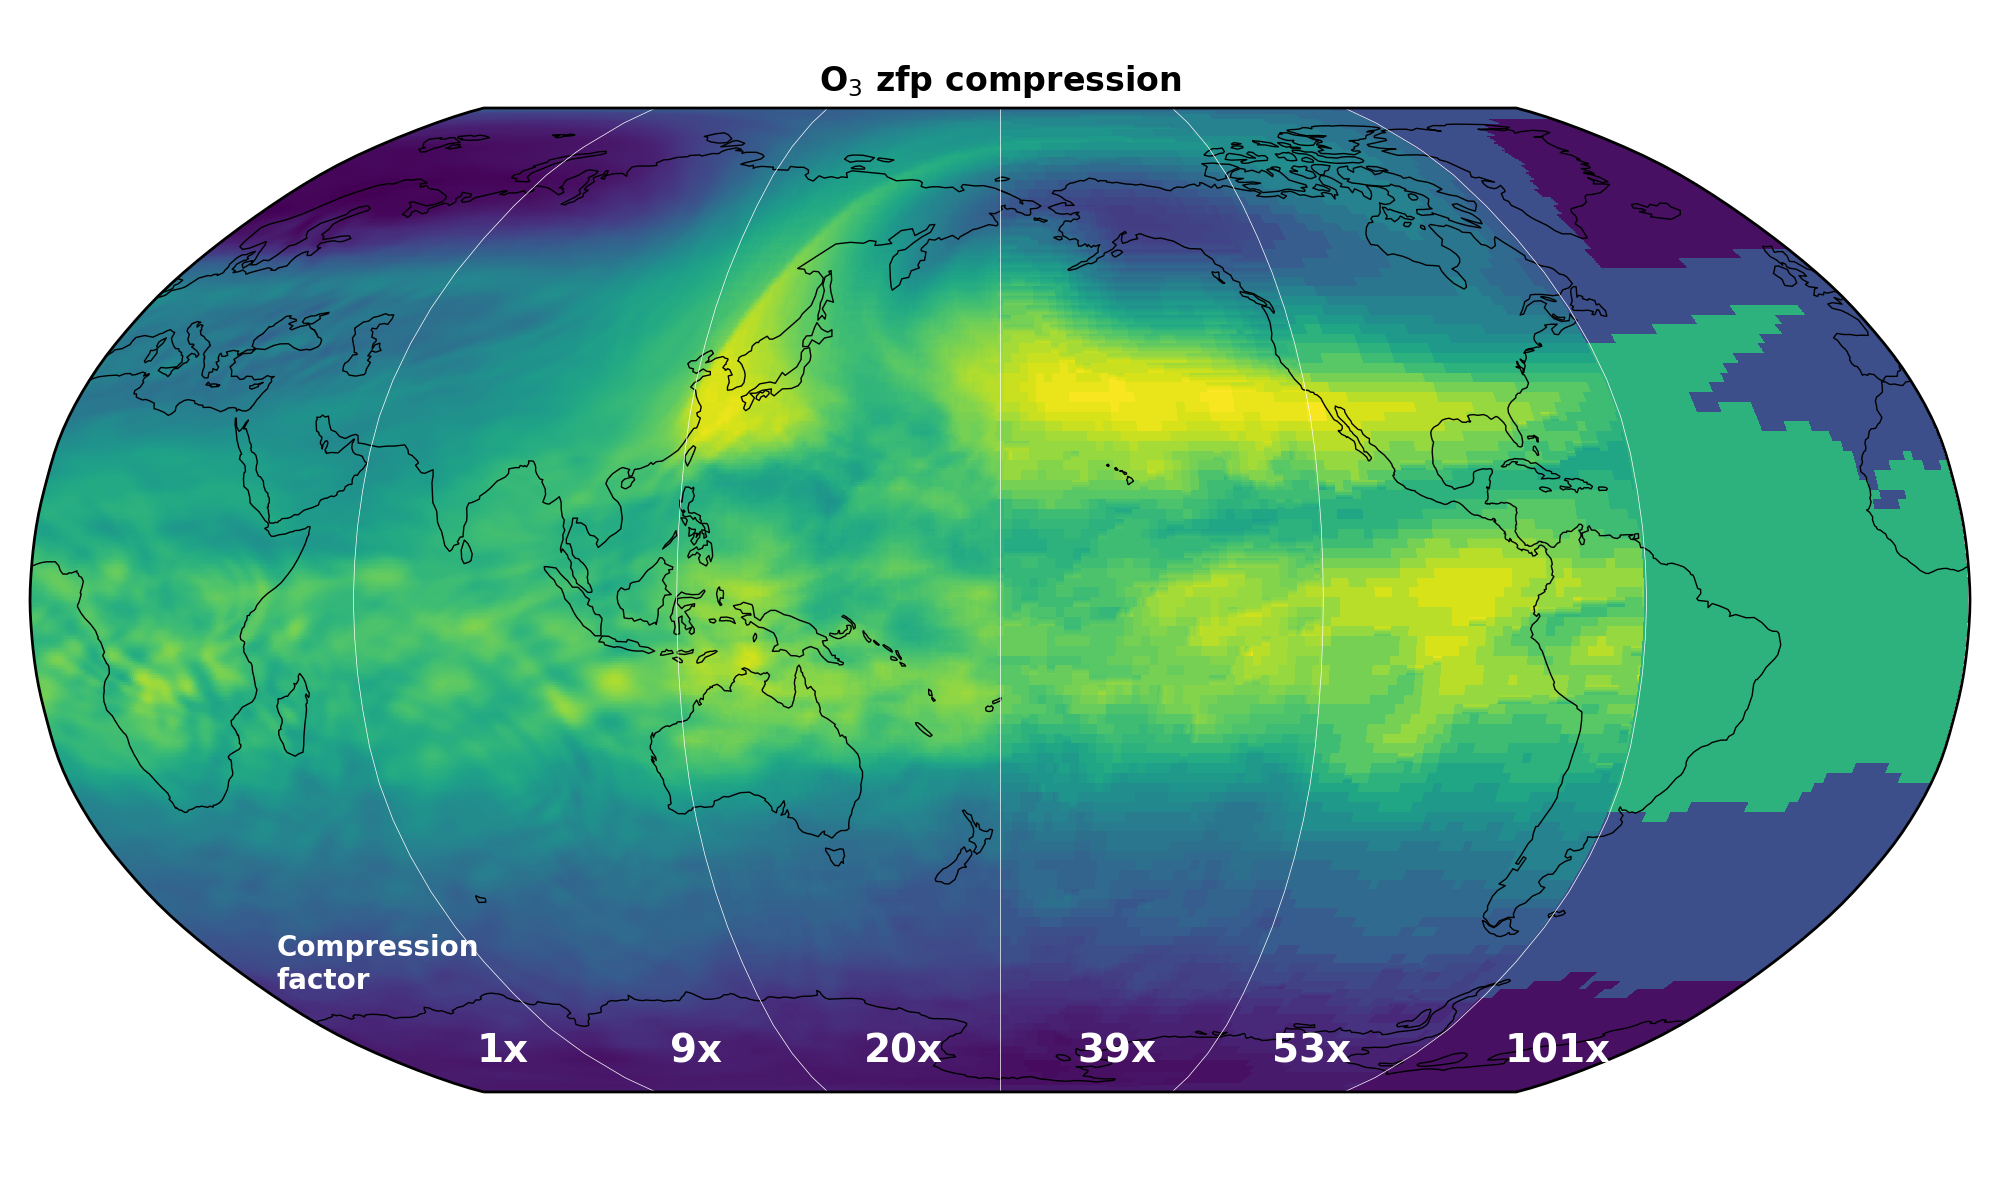 O₃ zfp compression
Compression
factor
1x 9x 20x 39x 53x 101x